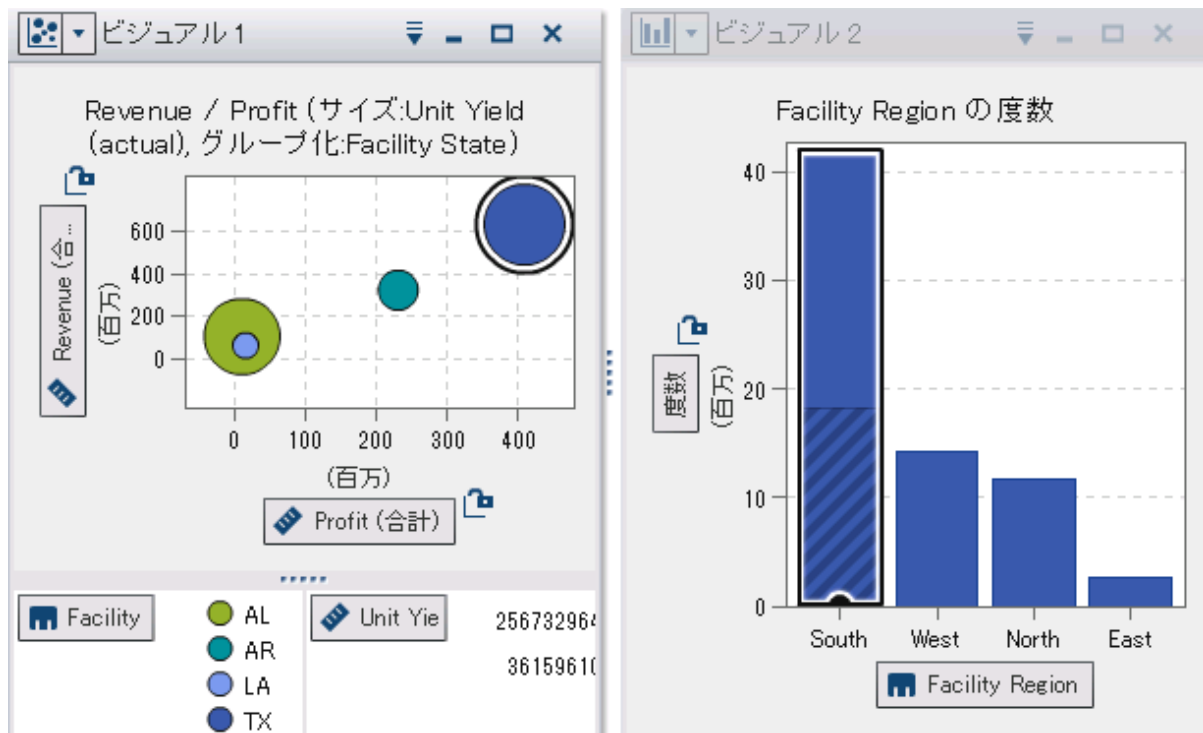 ビジュアル 1
Revenue / Profit (サイズ:Unit Yield
(actual), グループ化:Facility State)
Revenue (合...
(百万)
600
400
200
0
0 100 200 300 400
(百万)
Profit (合計)
Facility
AL
AR
LA
TX
Unit Yie
256732964
36159610
ビジュアル 2
Facility Region の度数
度数
(百万)
40
30
20
10
0
South West North East
Facility Region